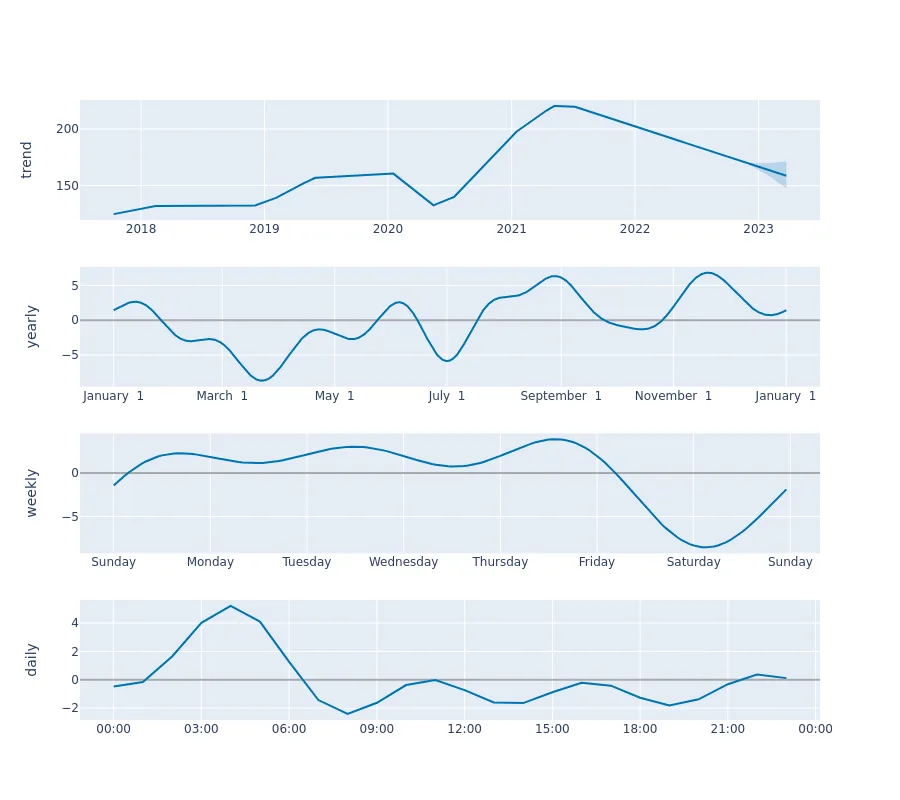 trend
200
150
2018 2019 2020 2021 2022 2023
yearly
5
0
−5
January 1 March 1 May 1 July 1 September 1 November 1 January 1
weekly
0
−5
Sunday Monday Tuesday Wednesday Thursday Friday Saturday Sunday
daily
4
2
0
−2
00:00 03:00 06:00 09:00 12:00 15:00 18:00 21:00 00:00